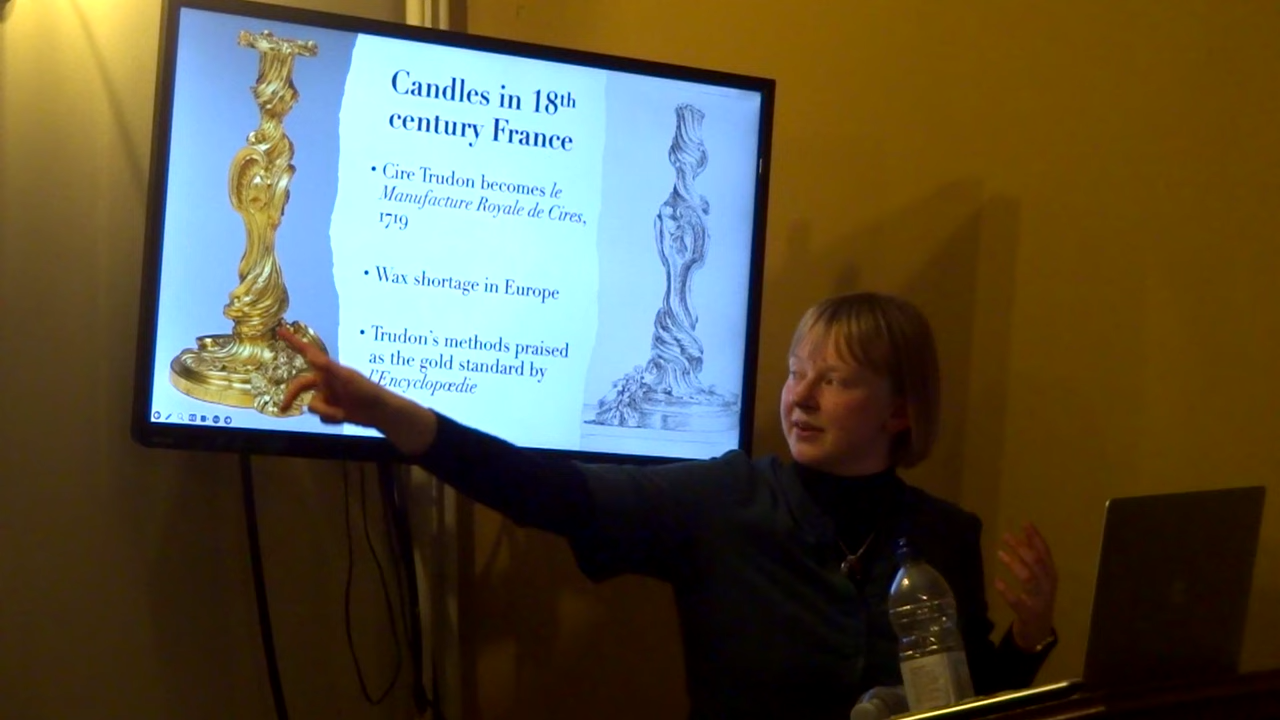 Candles in 18th
century France
• Cire Trudon becomes le
Manufacture Royale de Cires,
1719
• Wax shortage in Europe
• Trudon's methods praised
as the gold standard by
l'Encyclopœdie